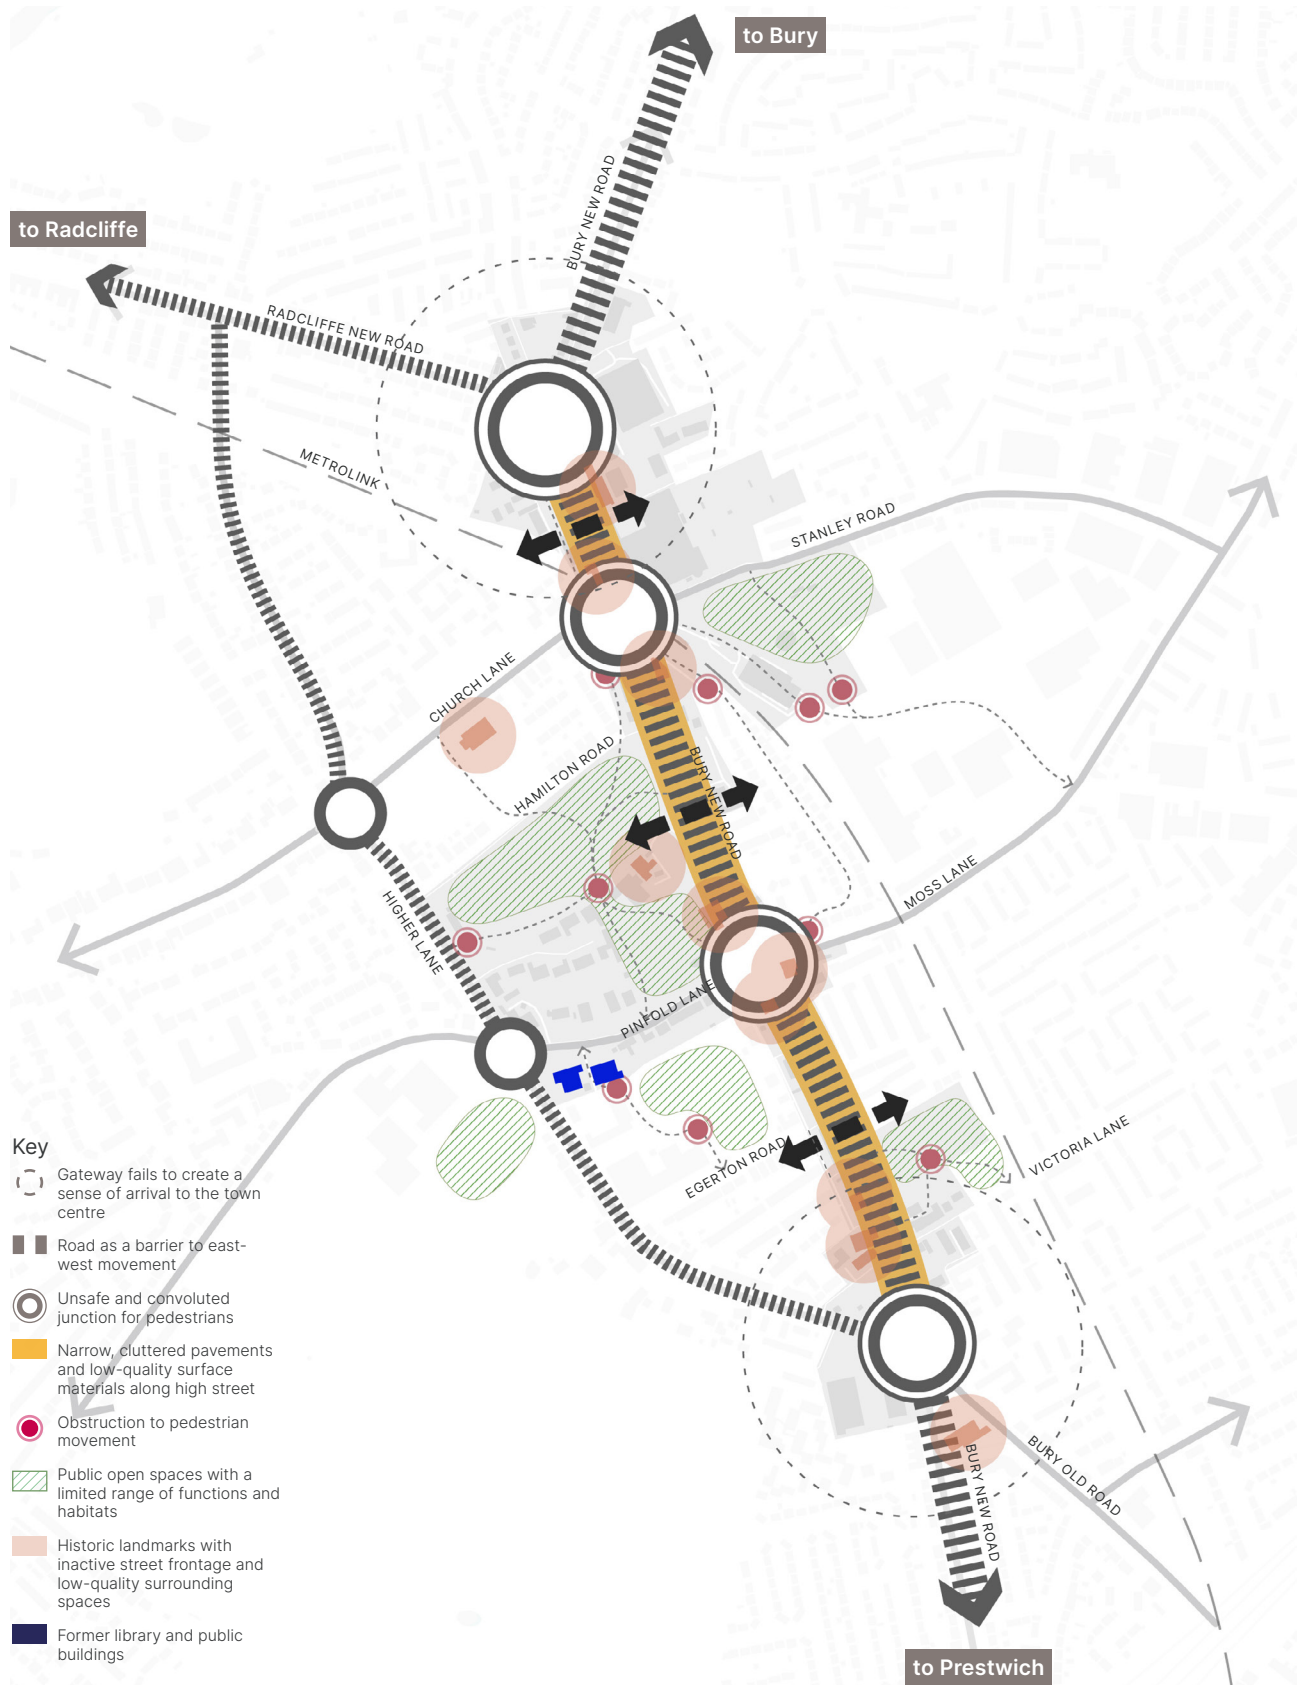 to Bury
BURY NEW ROAD
to Radcliffe
RADCLIFFE NEW ROAD
METROLINK
STANLEY ROAD
CHURCH LANE
HAMILTON ROAD
BURY NEW ROAD
MOSS LANE
HIGHER LANE
PINFOLD LANE
EGERTON ROAD
VICTORIA LANE
BURY OLD ROAD
BURY NEW ROAD
to Prestwich
Key
Gateway fails to create a
sense of arrival to the town
centre
Road as a barrier to east-
west movement
Unsafe and convoluted
junction for pedestrians
Narrow, cluttered pavements
and low-quality surface
materials along high street
Obstruction to pedestrian
movement
Public open spaces with a
limited range of functions and
habitats
Historic landmarks with
inactive street frontage and
low-quality surrounding
spaces
Former library and public
buildings